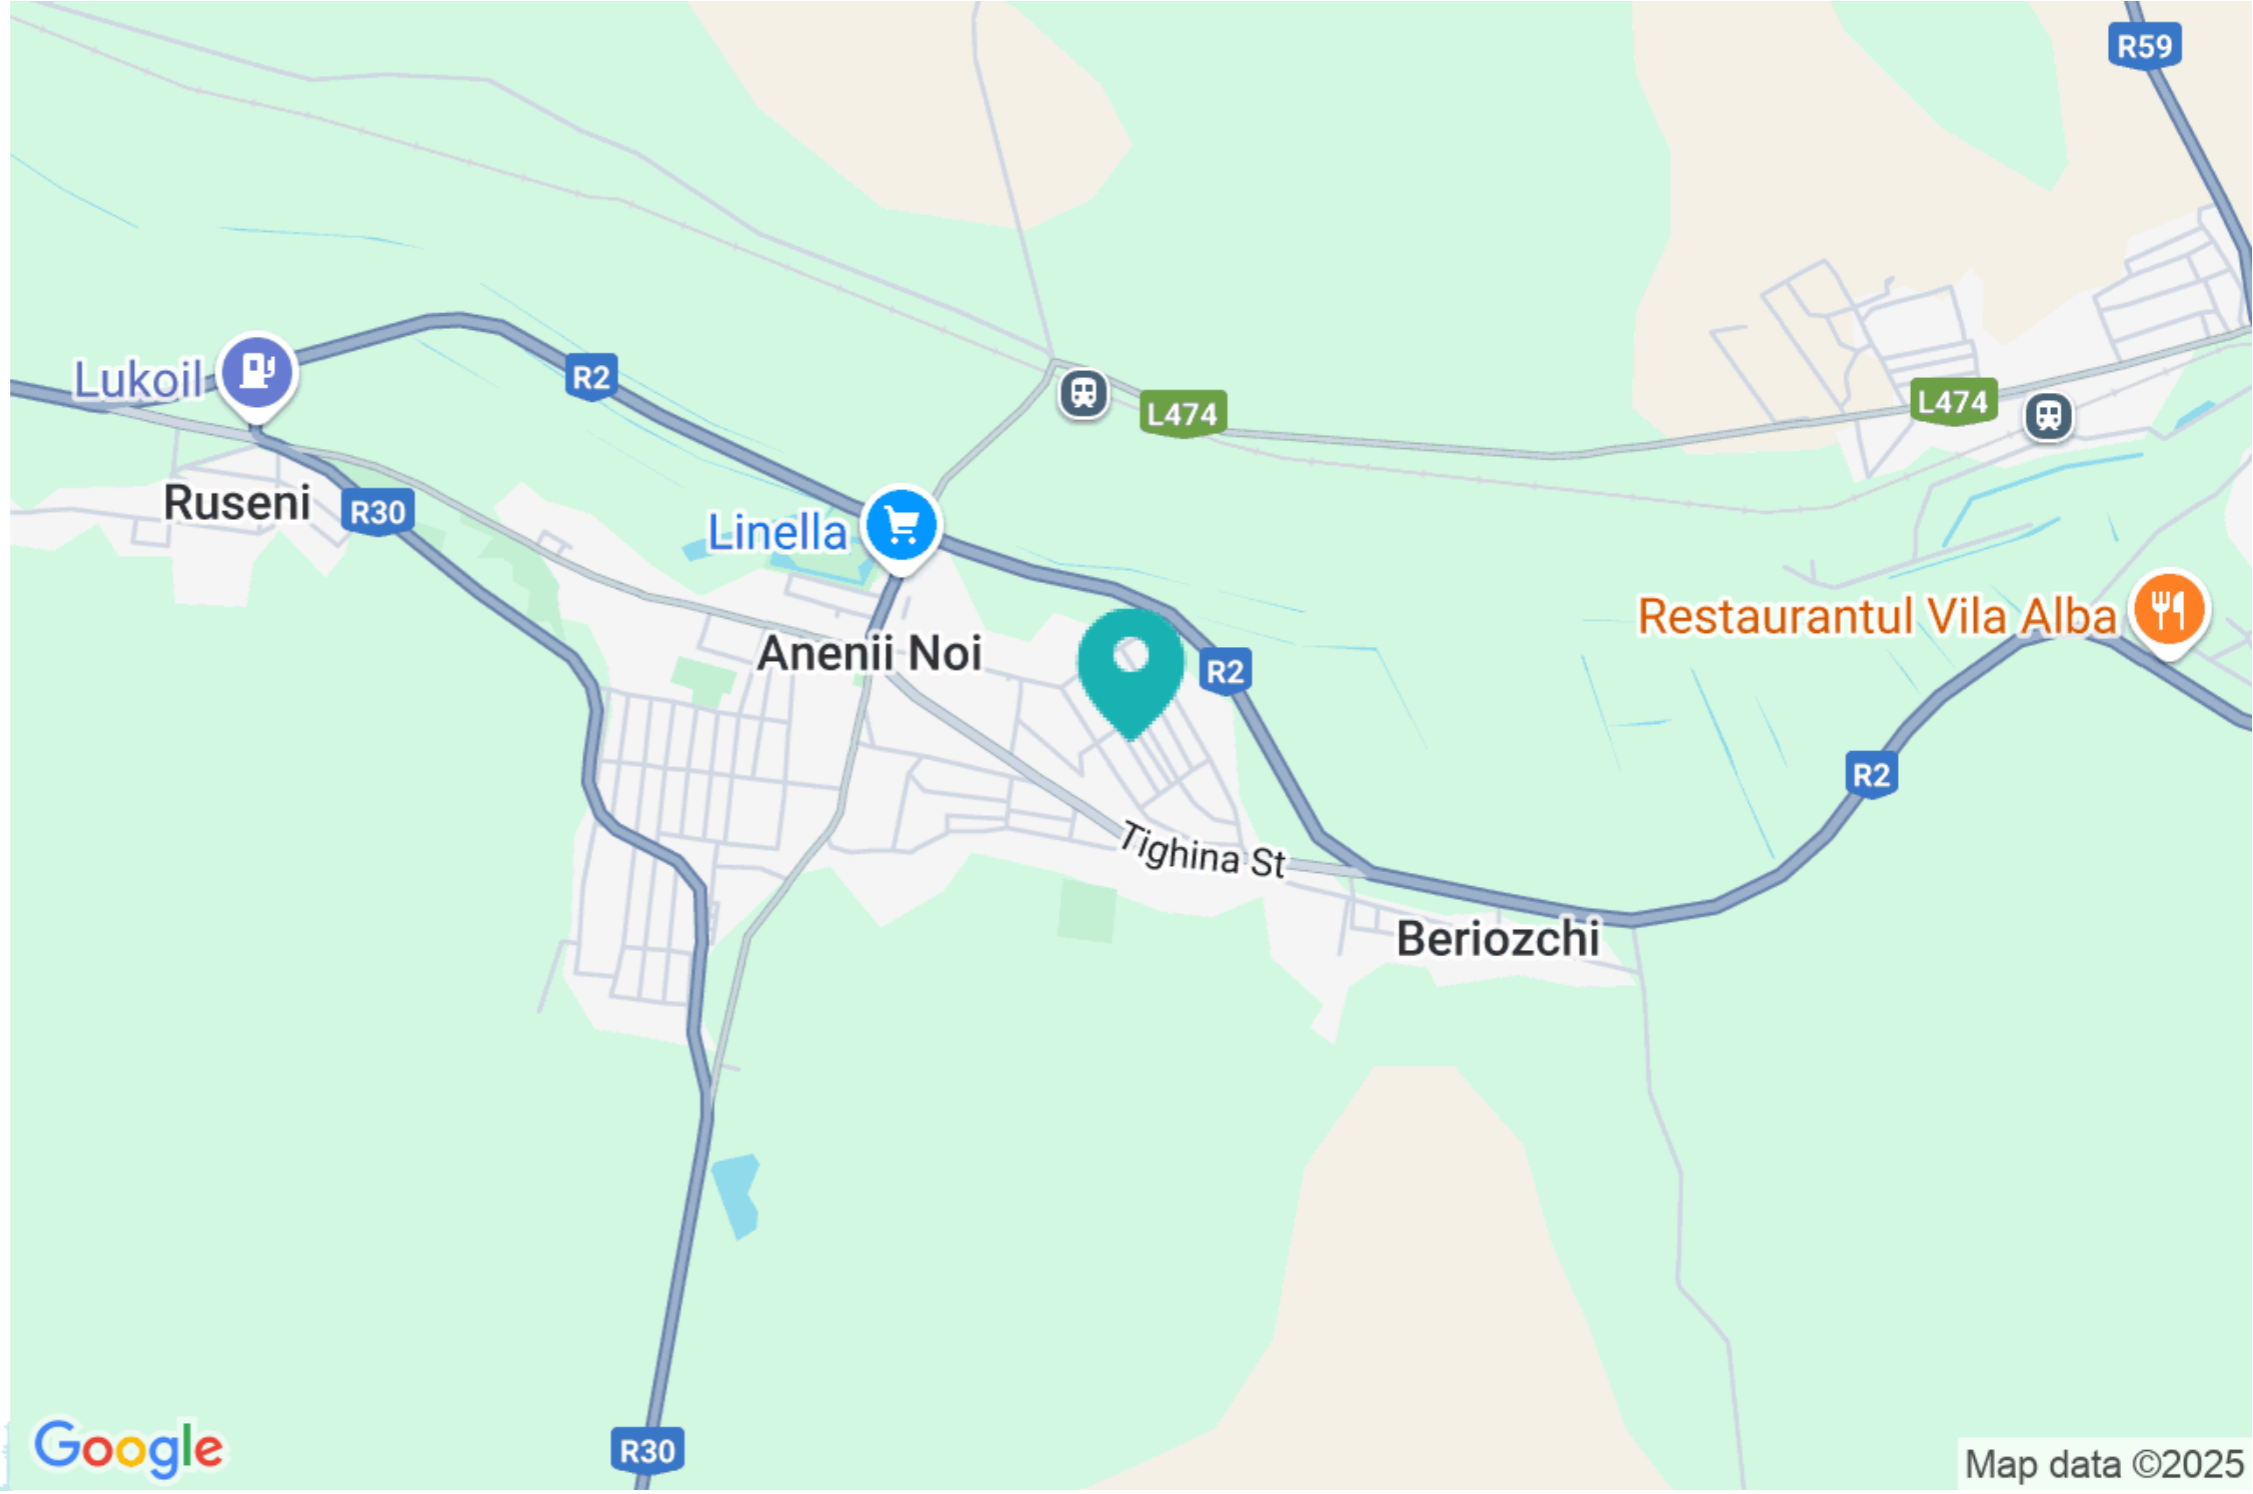 R59
Lukoil
R2
L474
L474
Ruseni
R30
Linella
Restaurantul Vila Alba
Anenii Noi
R2
R2
Tighina St
Beriozchi
R30
Google
Map data ©2025